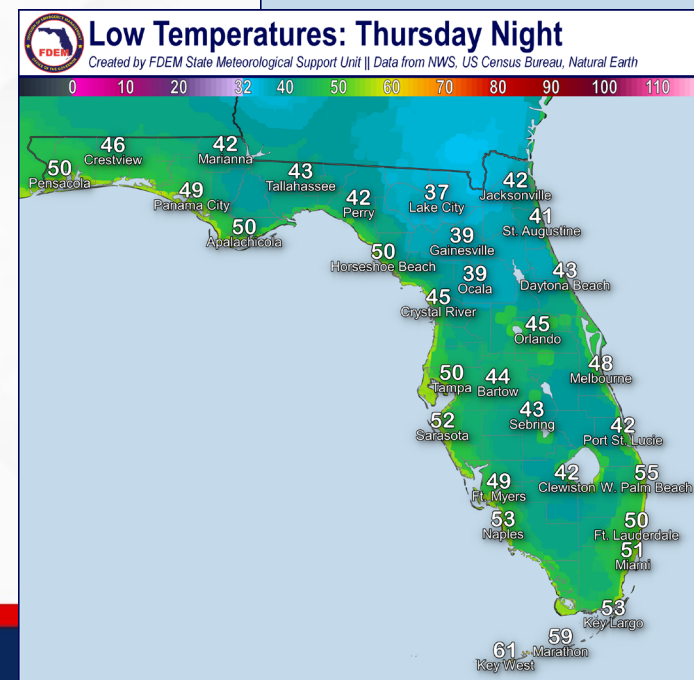 FDEM
Low Temperatures: Thursday Night
Created by FDEM State Meteorological Support Unit || Data from NWS, US Census Bureau, Natural Earth
0 10 20 32 40 50 60 70 80 90 100 110
46
Crestview
42
Marianna
50
Pensacola
43
Tallahassee
49
Panama City
42
Perry
37
Lake City
42
Jacksonville
50
Apalachicola
41
St. Augustine
39
Gainesville
50
Horseshoe Beach
39
Ocala
43
Daytona Beach
45
Crystal River
45
Orlando
48
Melbourne
50
Tampa
44
Bartow
43
Sebring
52
Sarasota
42
Port St. Lucie
49
Ft. Myers
42
Clewiston
55
W. Palm Beach
53
Naples
50
Ft. Lauderdale
51
Miami
53
Key Largo
59
Marathon
61
Key West